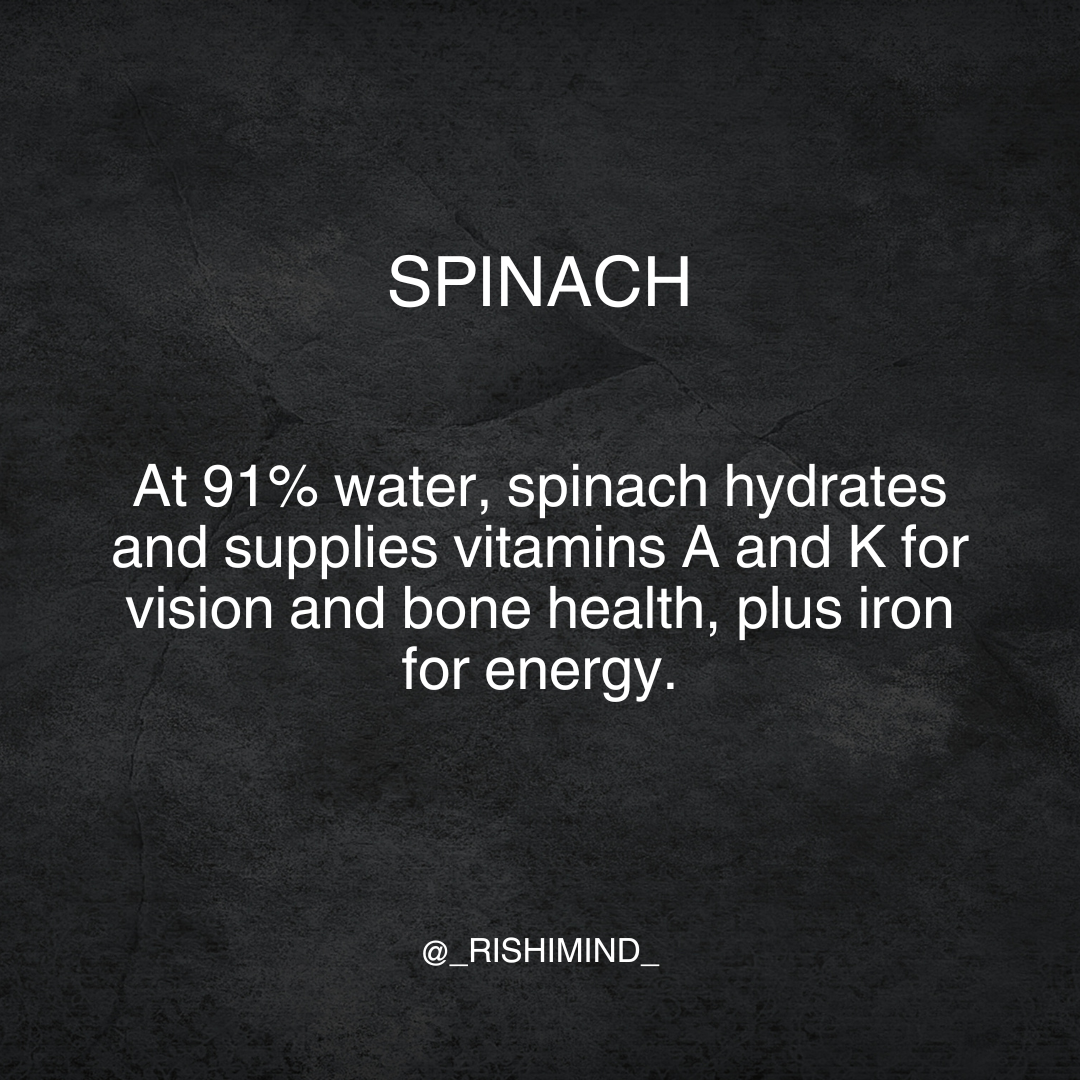 SPINACH
At 91% water, spinach hydrates
and supplies vitamins A and K for
vision and bone health, plus iron
for energy.
@_RISHIMIND_